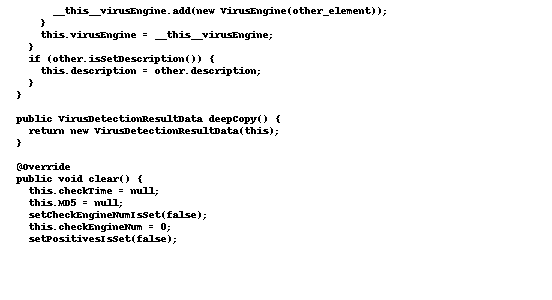 __this__virusEngine.add(new VirusEngine(other_element));
    }
    this.virusEngine = __this__virusEngine;
  }
  if (other.isSetDescription()) {
    this.description = other.description;
  }
}

public VirusDetectionResultData deepCopy() {
  return new VirusDetectionResultData(this);
}

@Override
public void clear() {
  this.checkTime = null;
  this.MD5 = null;
  setCheckEngineNumIsSet(false);
  this.checkEngineNum = 0;
  setPositivesIsSet(false);